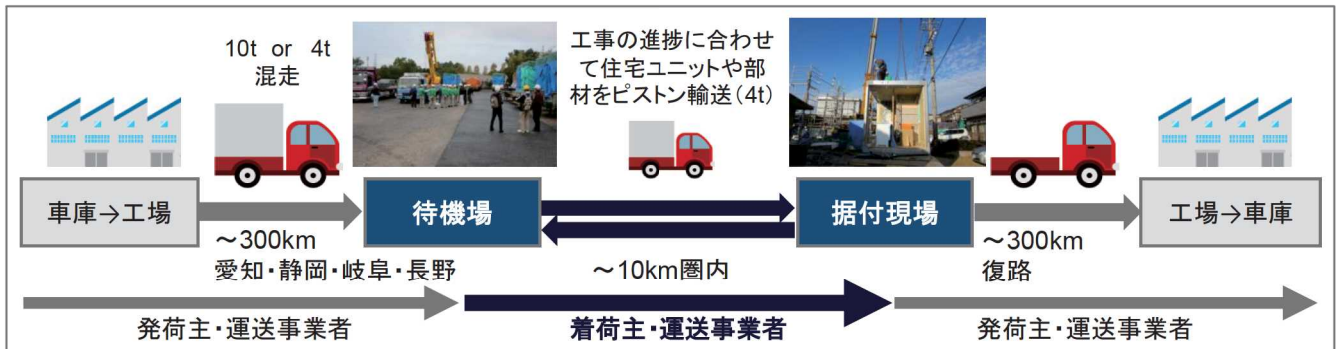 10t or 4t
混走
工事の進捗に合わせ
て住宅ユニットや部
材をピストン輸送(4t)
車庫→工場
待機場
据付現場
工場→車庫
～300km
愛知・静岡・岐阜・長野
～10km圏内
～300km
復路
発荷主・運送事業者
着荷主・運送事業者
発荷主・運送事業者